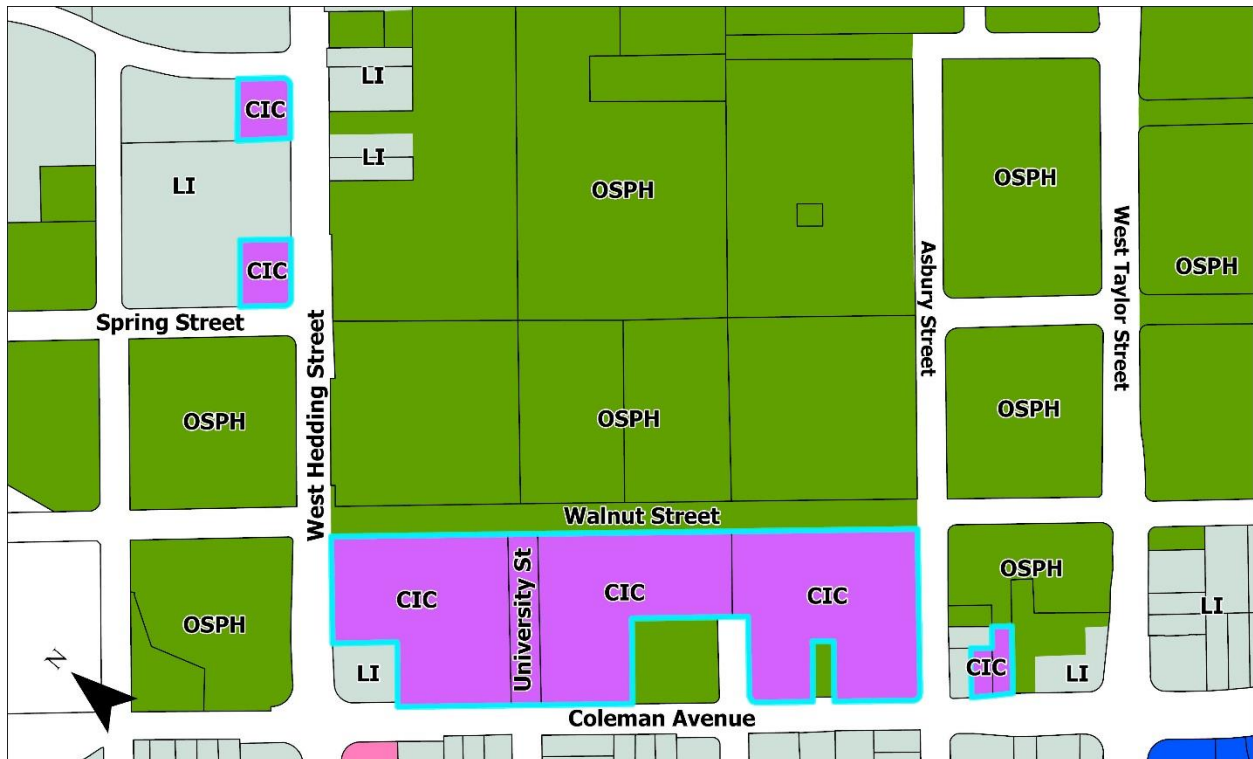 LI
CIC
LI
LI
OSPH
OSPH
LI
OSPH
CIC
Spring Street
West Hedding Street
Asbury Street
West Taylor Street
OSPH
OSPH
OSPH
Walnut Street
OSPH
CIC
University St
CIC
CIC
LI
OSPH
LI
CIC
LI
N
Coleman Avenue